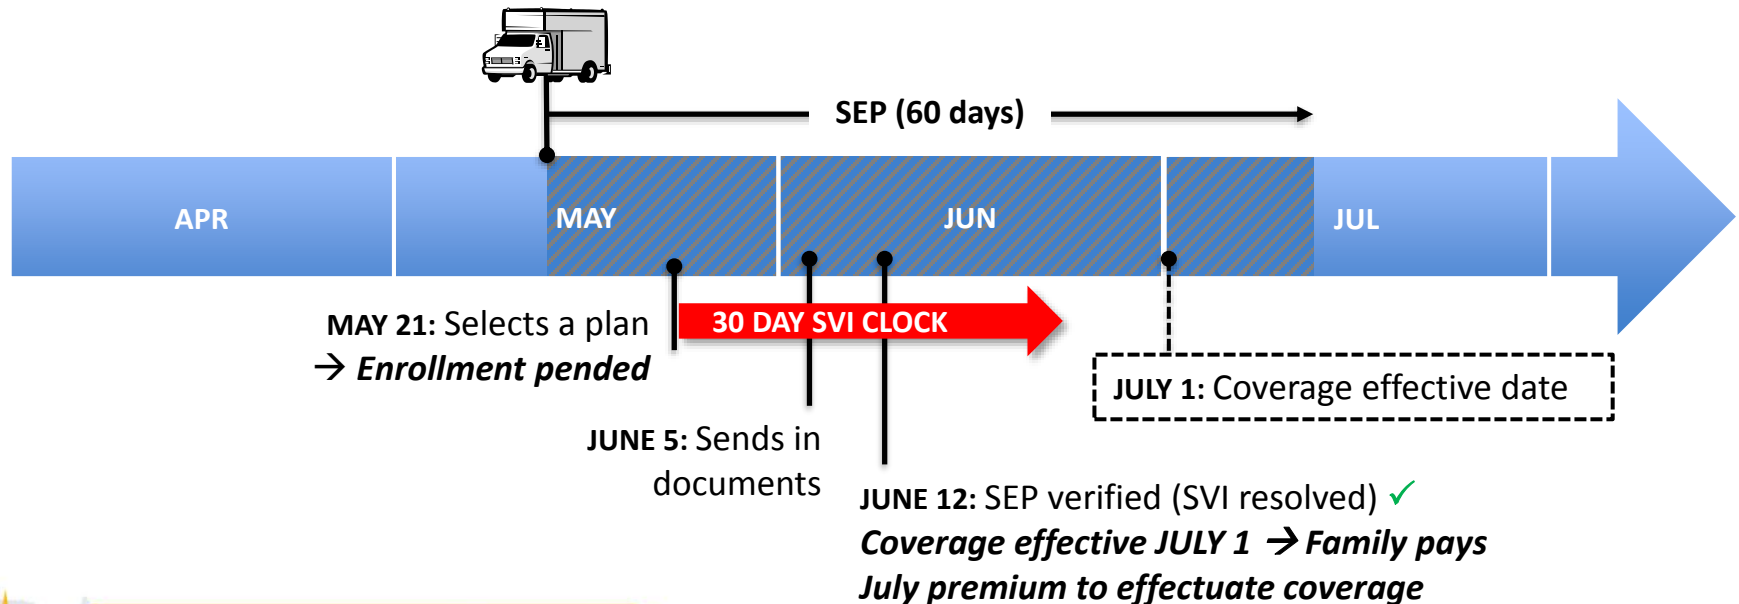 SEP (60 days)
APR
MAY
JUN
JUL
MAY 21: Selects a plan
→ Enrollment pended
30 DAY SVI CLOCK
JULY 1: Coverage effective date
JUNE 5: Sends in
documents
JUNE 12: SEP verified (SVI resolved) ✓
Coverage effective JULY 1 → Family pays
July premium to effectuate coverage